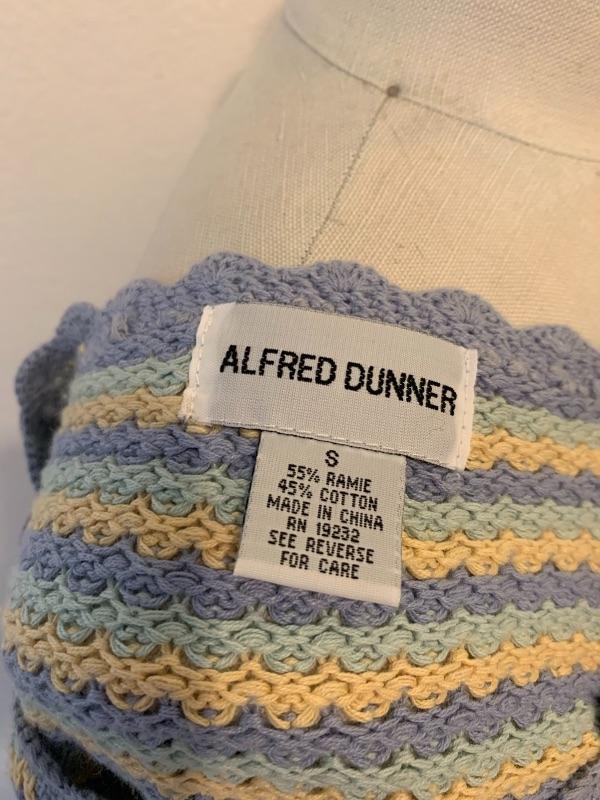 ALFRED DUNNER
S
55% RAMIE
45% COTTON
MADE IN CHINA
RN 19232
SEE REVERSE
FOR CARE